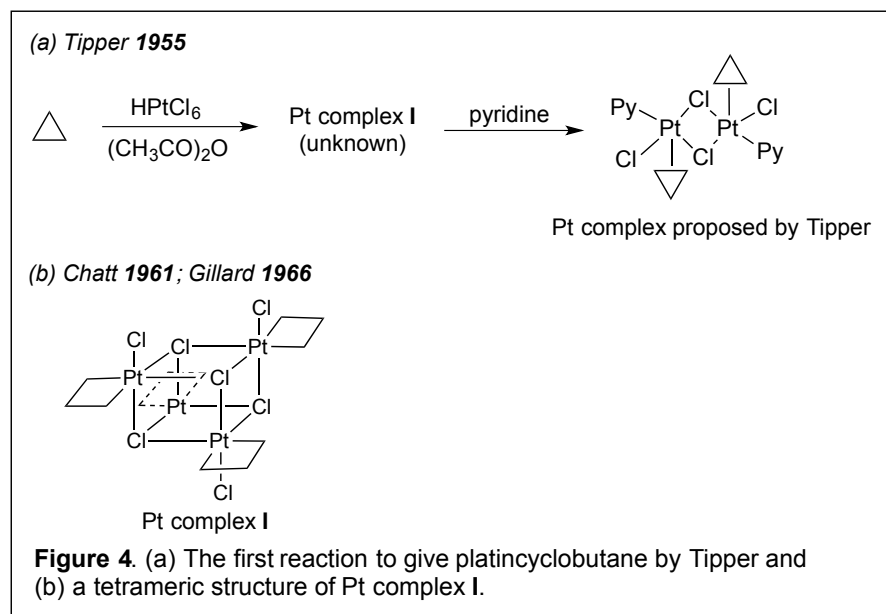 (a) Tipper 1955
HPtCl6
(CH3CO)2O
Pt complex I
(unknown)
pyridine
Py
Cl
Cl
Pt
Pt
Cl
Cl
Py
Pt complex proposed by Tipper
(b) Chatt 1961; Gillard 1966
Cl
Cl
Cl
Pt
Pt
Cl
Pt
Cl
Cl
Pt
Cl
Pt complex I
Figure 4. (a) The first reaction to give platincyclobutane by Tipper and
(b) a tetrameric structure of Pt complex I.